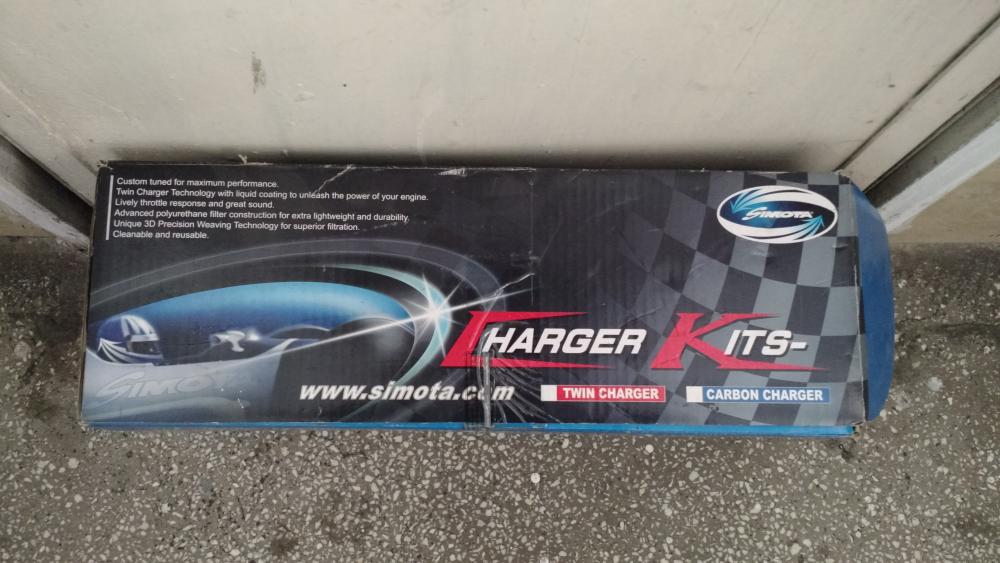 Custom tuned for maximum performance.
Twin Charger Technology with liquid coating to unleash the power of your engine.
Lively throttle response and great sound.
Advanced polyurethane filter construction for extra lightweight and durability.
Unique 3D Precision Weaving Technology for superior filtration.
Cleanable and reusable.
SIMOTA
CHARGER KITS-
SIMOTA
www.simota.com
TWIN CHARGER
CARBON CHARGER